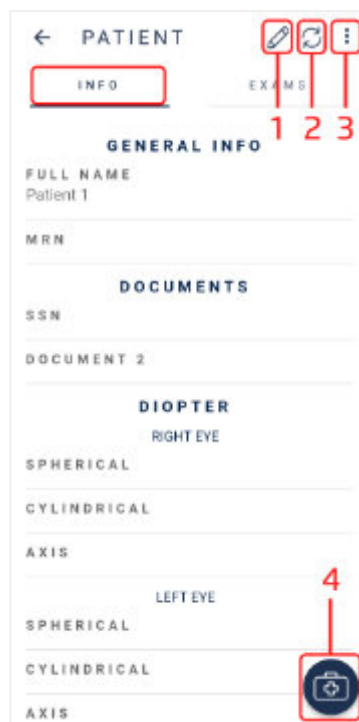 PATIENT
INFO EXAMS
1 2 3
GENERAL INFO
FULL NAME
Patient 1
MRN
DOCUMENTS
SSN
DOCUMENT 2
DIOPTER
RIGHT EYE
SPHERICAL
CYLINDRICAL
AXIS
4
LEFT EYE
SPHERICAL
CYLINDRICAL
AXIS